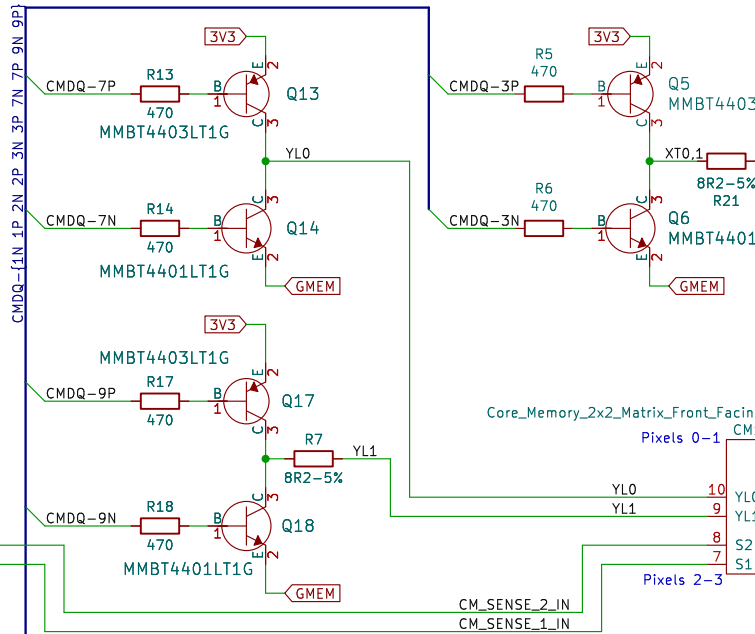 CMDQ-{1N 1P 2N 2P 3N 3P 7N 7P 9N 9P}
3V3
CMDQ-7P
R13
470
MMBT4403LT1G
B
1
E
2
C
3
Q13
YL0
CMDQ-7N
R14
470
MMBT4401LT1G
B
1
C
3
E
2
Q14
GMEM
3V3
MMBT4403LT1G
CMDQ-9P
R17
470
B
1
E
2
C
3
Q17
R7
8R2-5%
YL1
CMDQ-9N
R18
470
MMBT4401LT1G
B
1
C
3
E
2
Q18
GMEM
3V3
CMDQ-3P
R5
470
B
1
E
2
C
3
Q5
MMBT4403
XT0,1
8R2-5%
R21
CMDQ-3N
R6
470
B
1
C
3
E
2
Q6
MMBT4401
GMEM
Core_Memory_2x2_Matrix_Front_Facin
CM
Pixels 0-1
YL0
10
YL0
YL1
9
YL1
8
S2
7
S1
Pixels 2-3
CM_SENSE_2_IN
CM_SENSE_1_IN